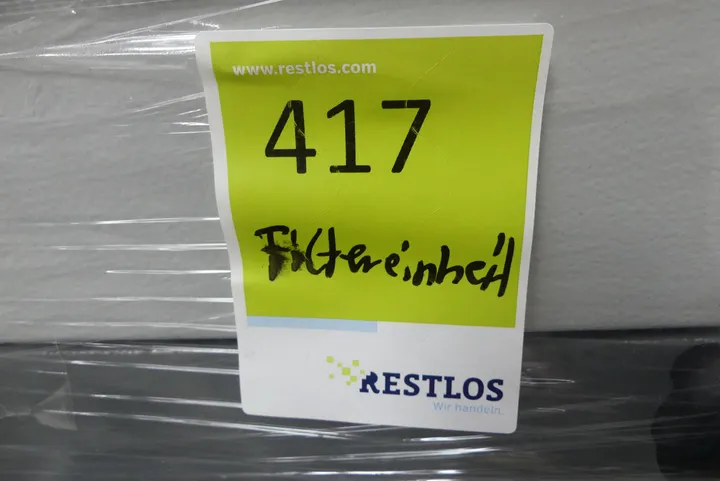 www.restlos.com
417
Filtereinheit
RESTLOS
Wir handeln.